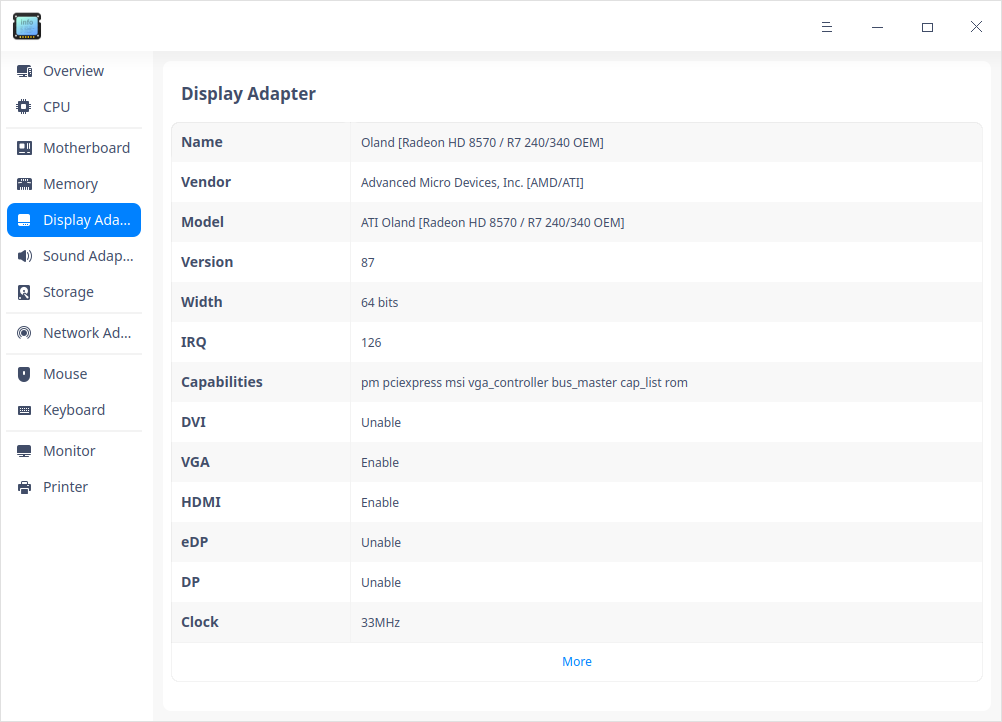 info
Overview
CPU
Motherboard
Memory
Display Ada...
Sound Adap...
Storage
Network Ad...
Mouse
Keyboard
Monitor
Printer
Display Adapter
Name Oland [Radeon HD 8570 / R7 240/340 OEM]
Vendor Advanced Micro Devices, Inc. [AMD/ATI]
Model ATI Oland [Radeon HD 8570 / R7 240/340 OEM]
Version 87
Width 64 bits
IRQ 126
Capabilities pm pciexpress msi vga_controller bus_master cap_list rom
DVI Unable
VGA Enable
HDMI Enable
eDP Unable
DP Unable
Clock 33MHz
More